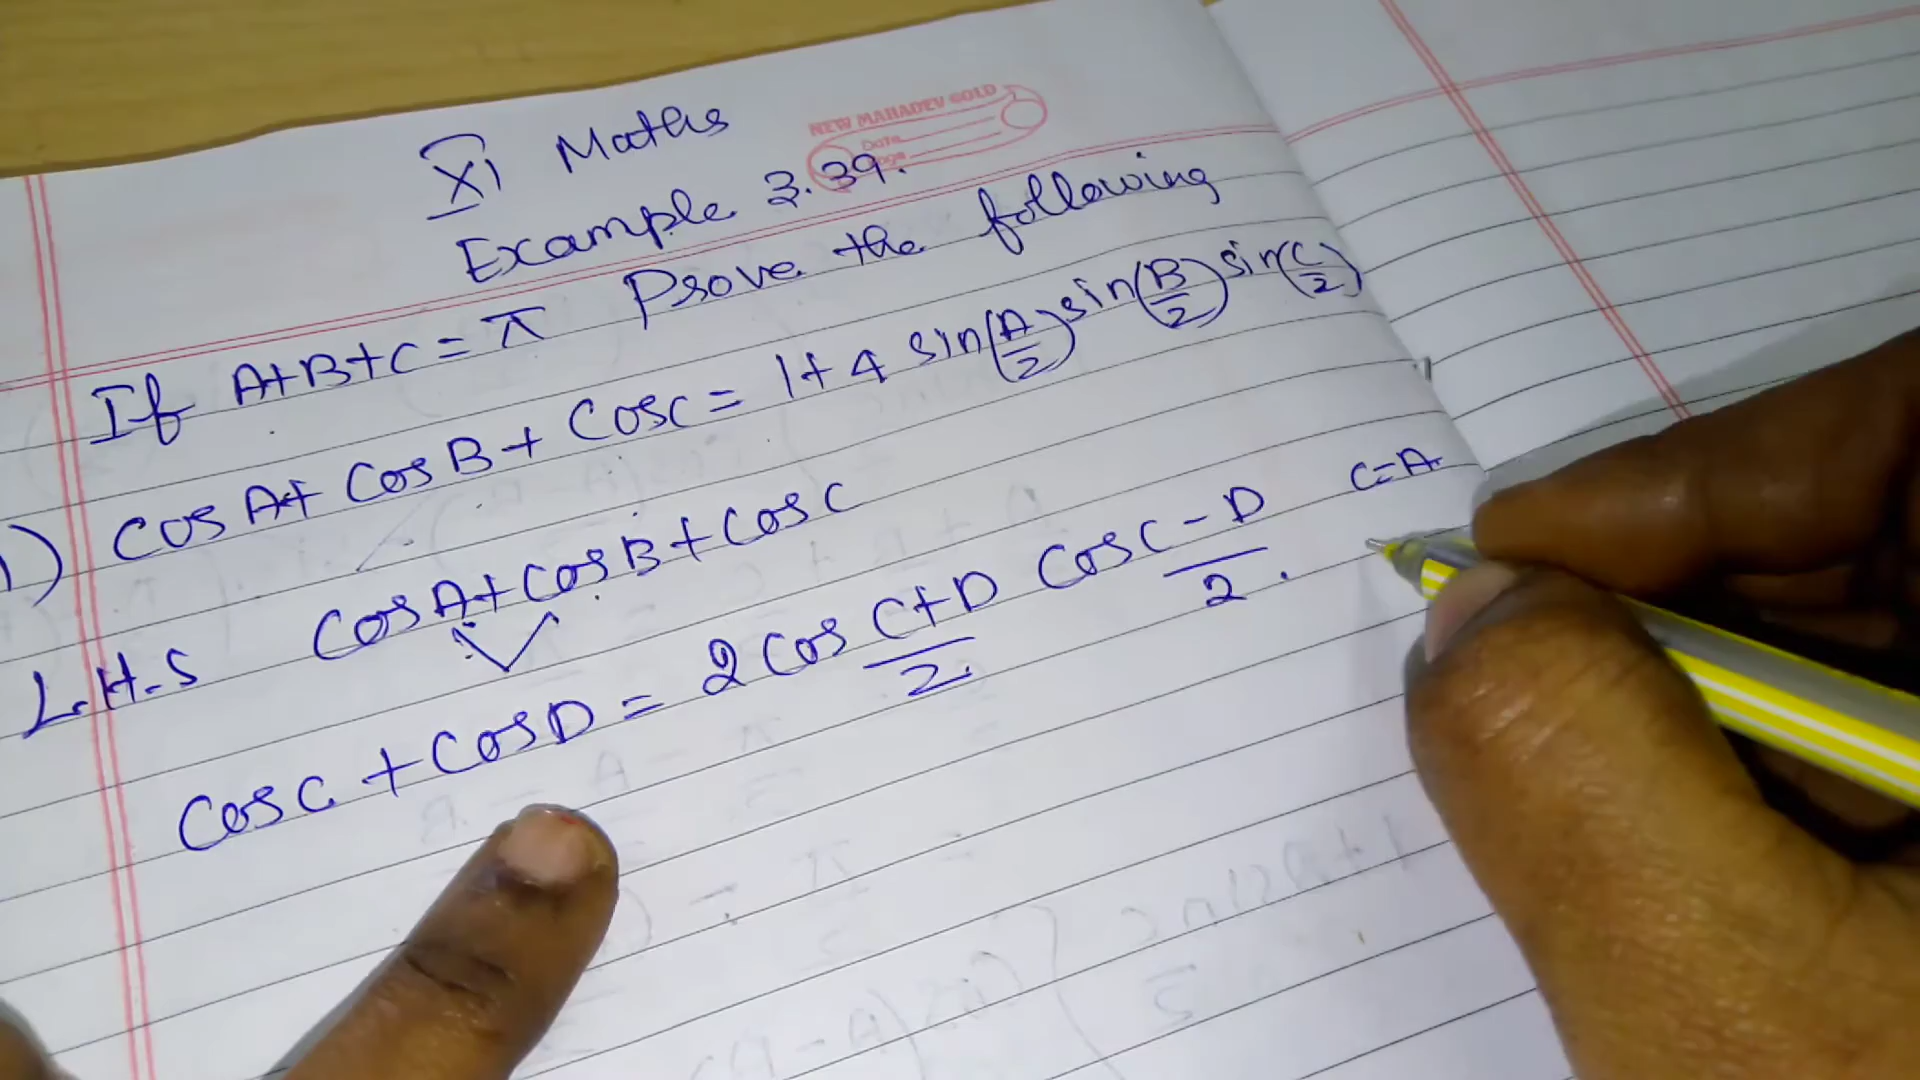 XI Maths
NEW MAHADEV GOLD
Date
Page
Example 3.39.
If A+B+C = π Prove the following
1) cos A + cos B + cos C = 1 + 4 sin(A/2) sin(B/2) sin(C/2)
L.H.S cos A + cos B + cos C
cos C + cos D = 2 cos C+D/2. cos C-D/2. C=A.